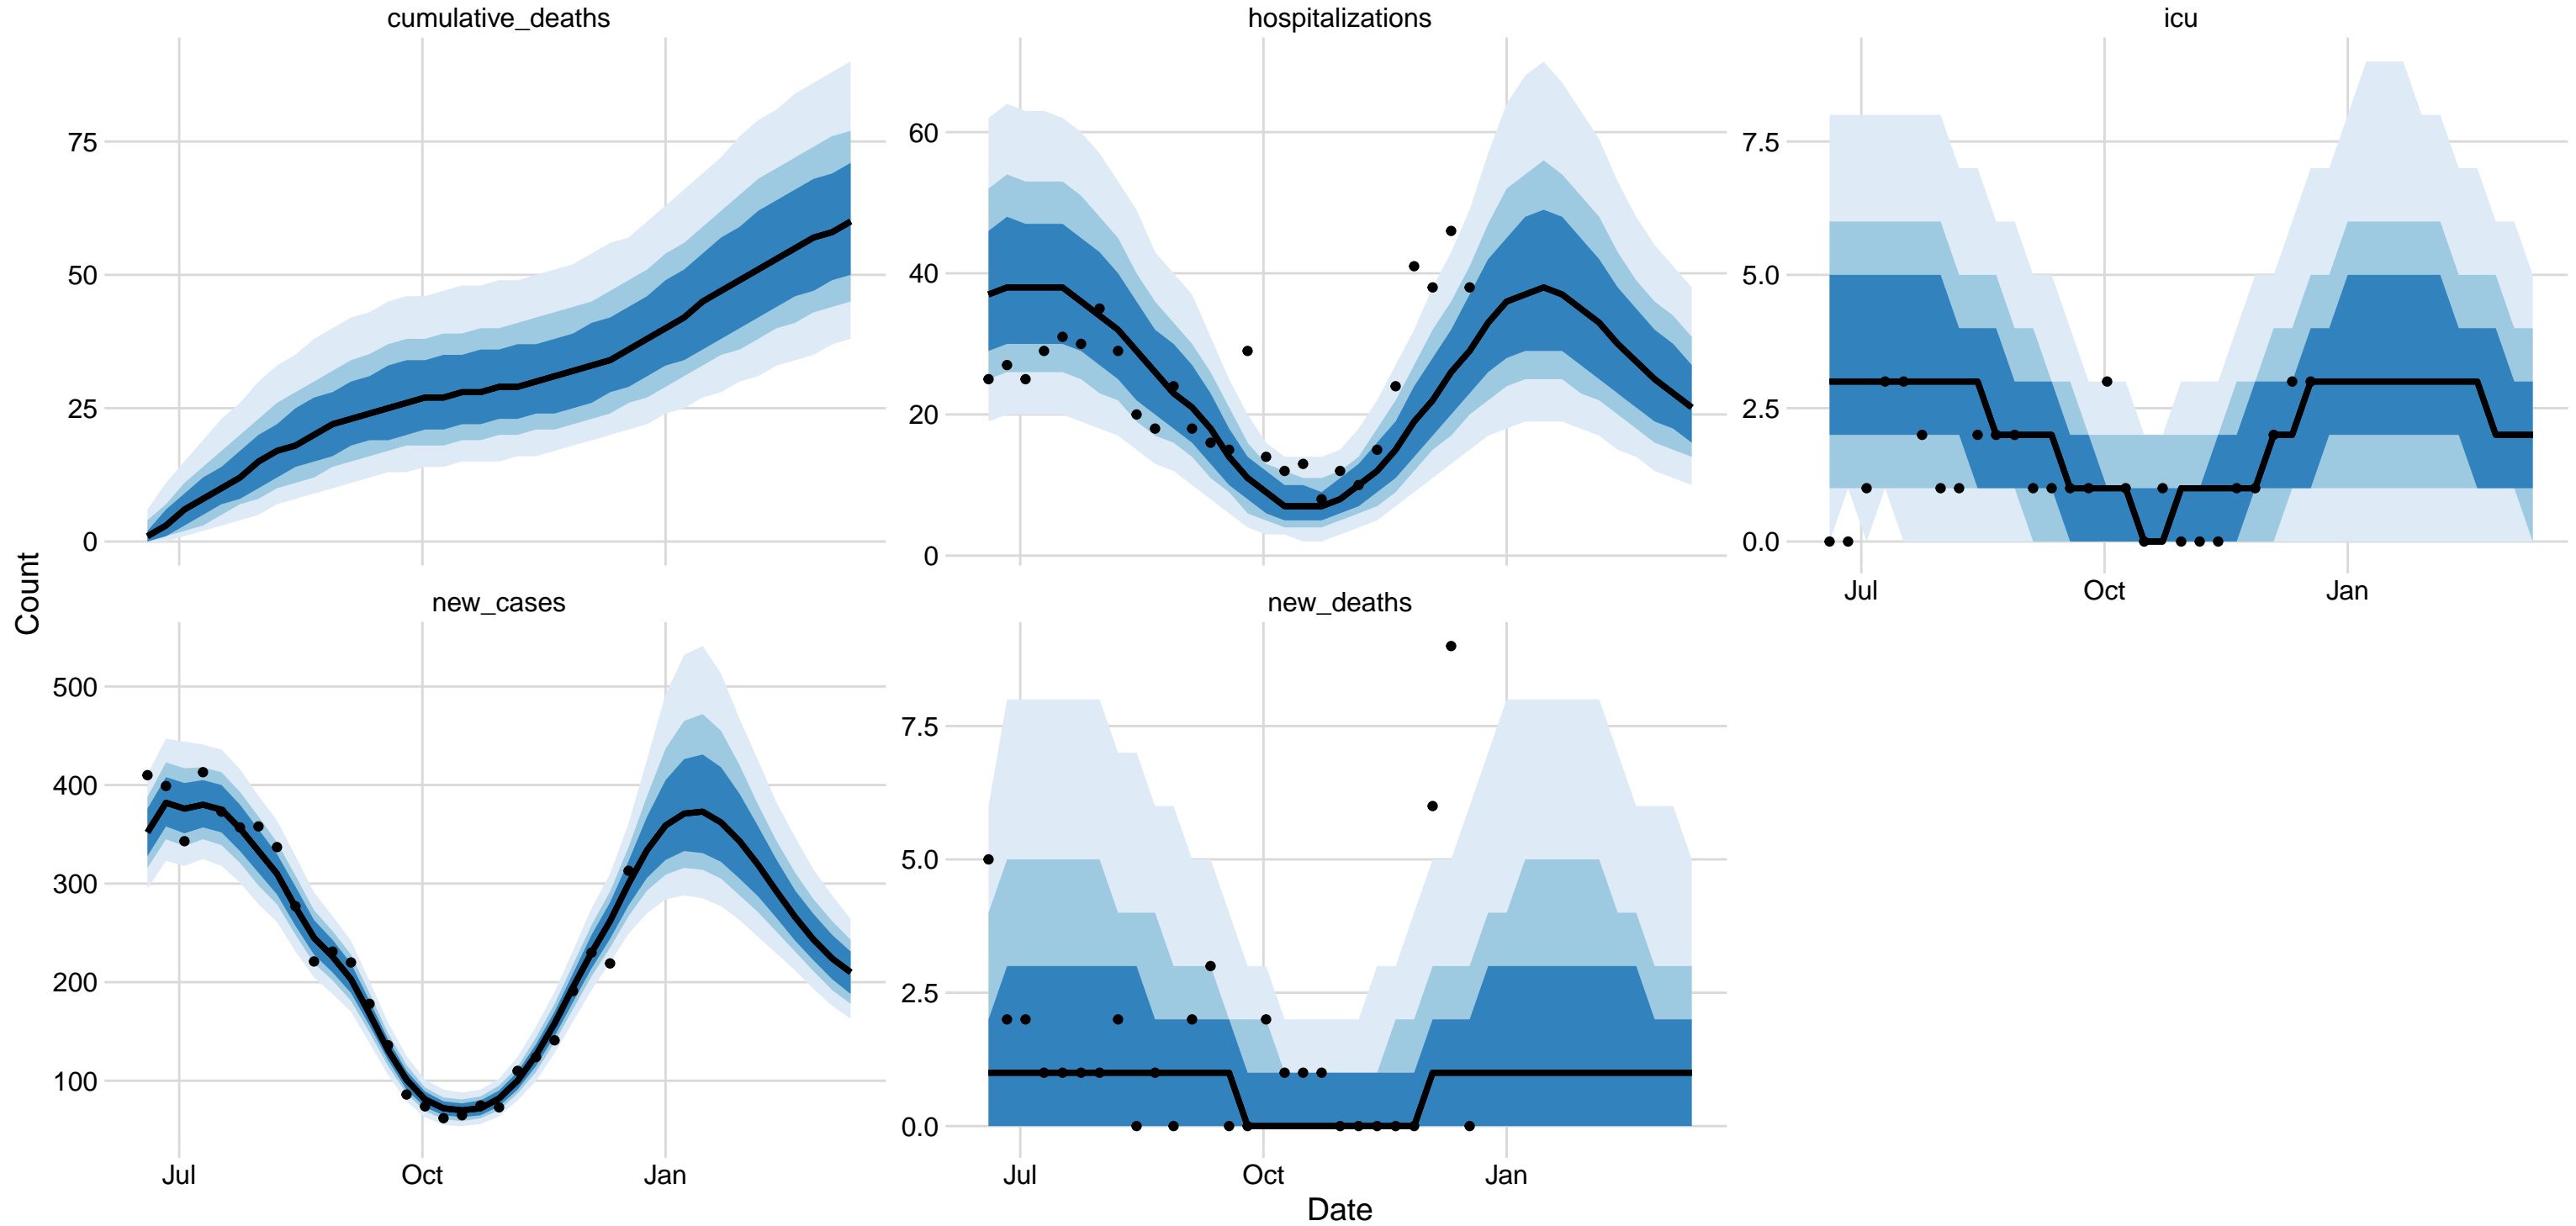 cumulative_deaths
hospitalizations
icu
75
50
25
0
60
40
20
0
7.5
5.0
2.5
0.0
Jul Oct Jan
Count
new_cases
new_deaths
500
400
300
200
100
7.5
5.0
2.5
0.0
Jul Oct Jan
Jul Oct Jan
Date